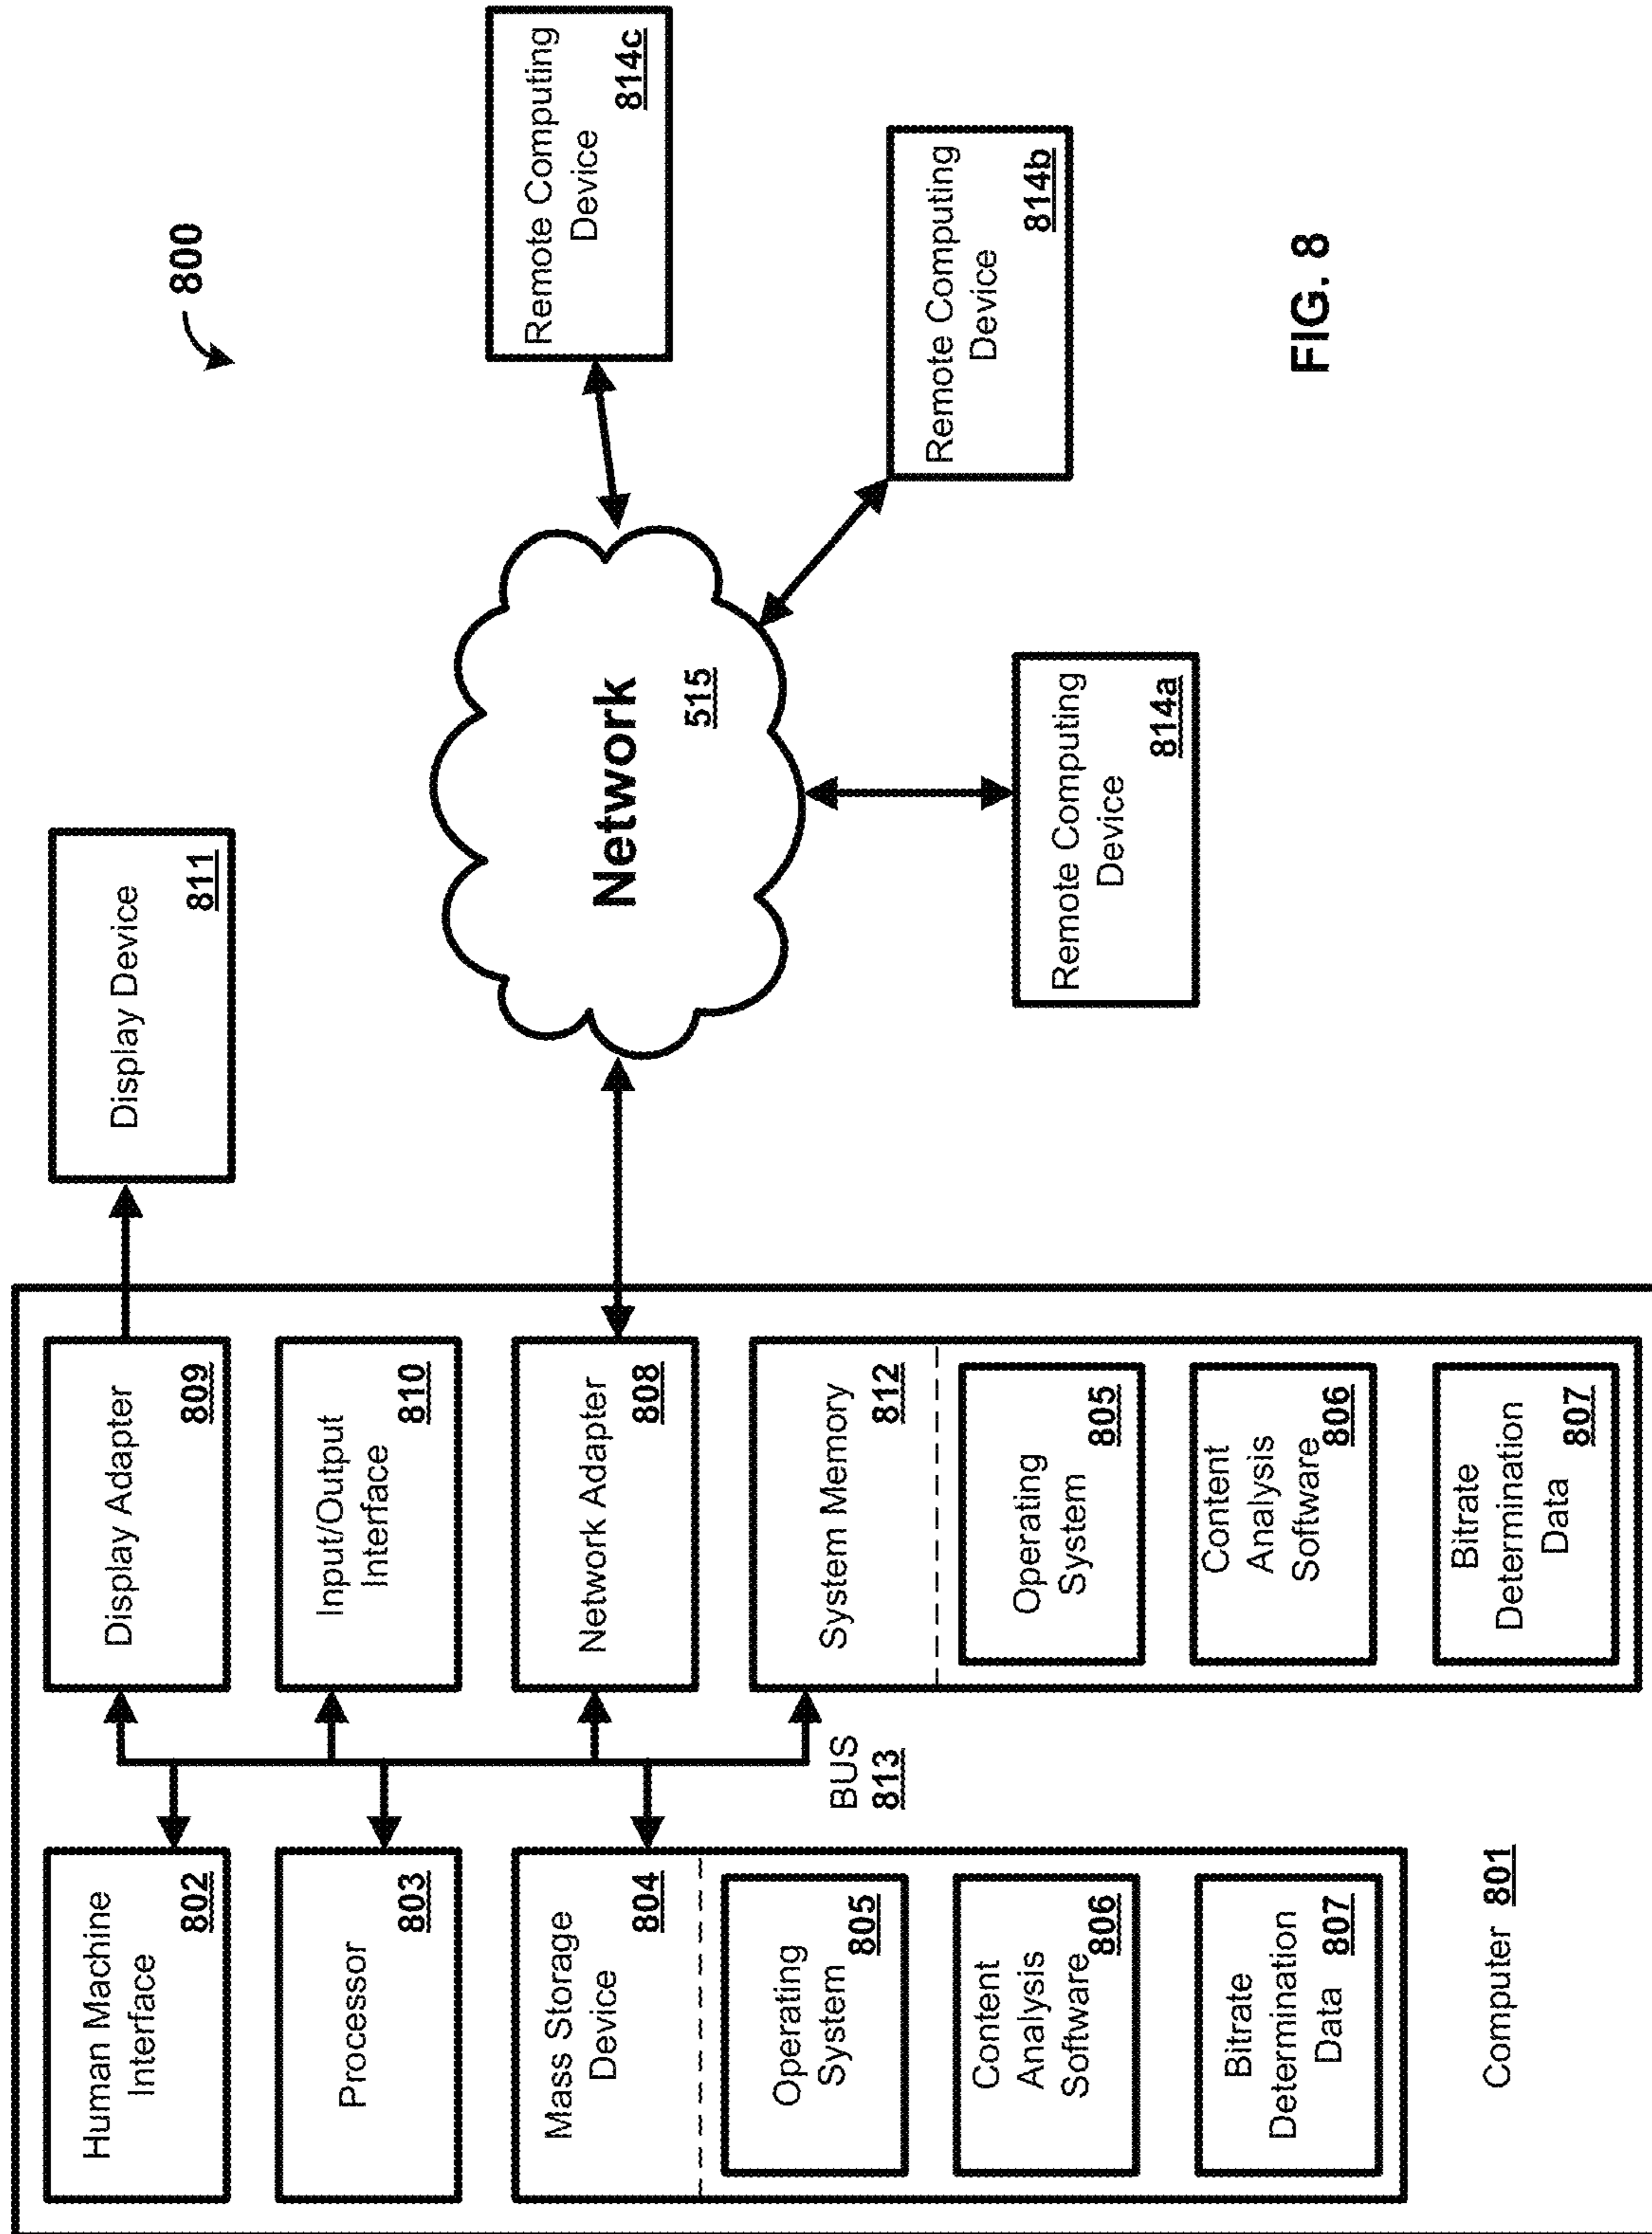 800
Human Machine
Interface
802
Processor
803
Mass Storage
Device
804
Operating
System
805
Content
Analysis
Software
806
Bitrate
Determination
Data
807
Computer 801
BUS
813
Display Adapter
809
Input/Output
Interface
810
Network Adapter
808
System Memory
812
Operating
System
805
Content
Analysis
Software
806
Bitrate
Determination
Data
807
Display Device
811
Network
515
Remote Computing
Device
814a
Remote Computing
Device
814b
Remote Computing
Device
814c
FIG. 8